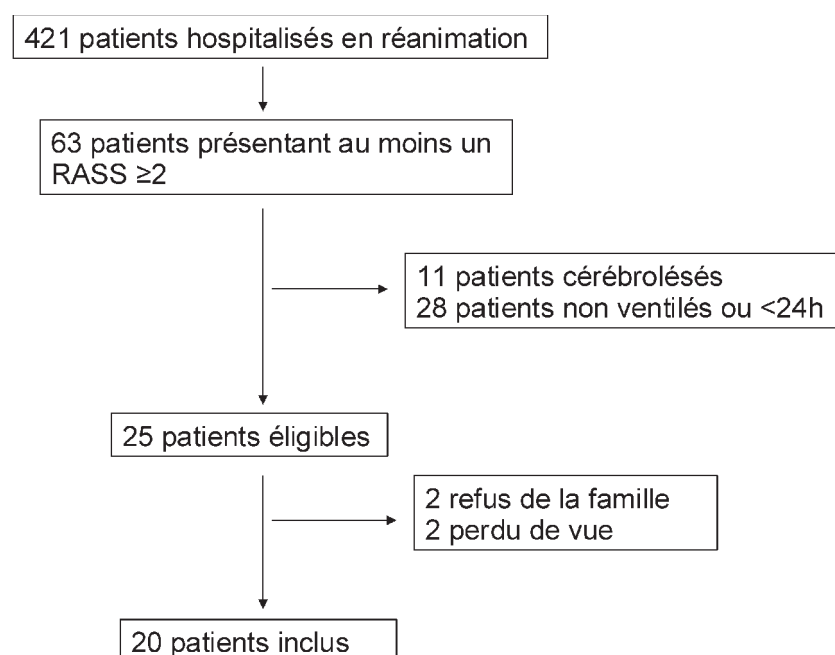 421 patients hospitalisés en réanimation
63 patients présentant au moins un
RASS ≥2
11 patients cérébrolésés
28 patients non ventilés ou <24h
25 patients éligibles
2 refus de la famille
2 perdu de vue
20 patients inclus